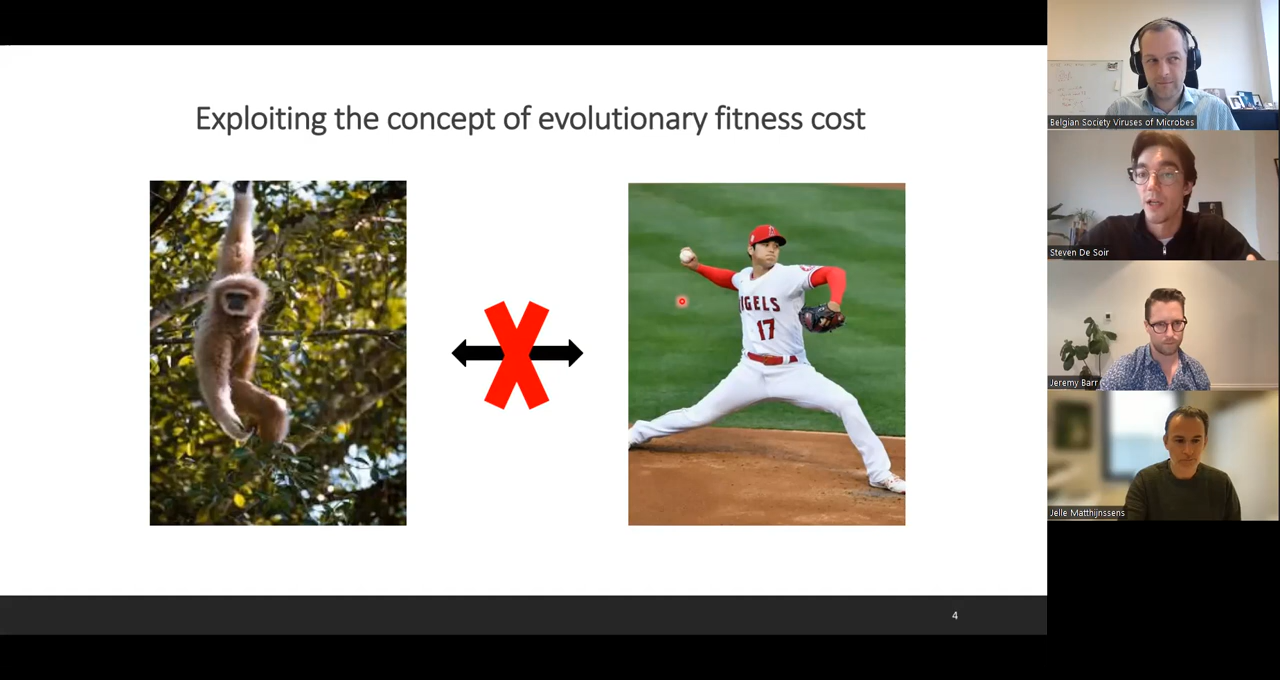 Exploiting the concept of evolutionary fitness cost
ANGELS
17
4
Belgian Society Viruses of Microbes
Steven De Soir
Jeremy Barr
Jelle Matthijnssens